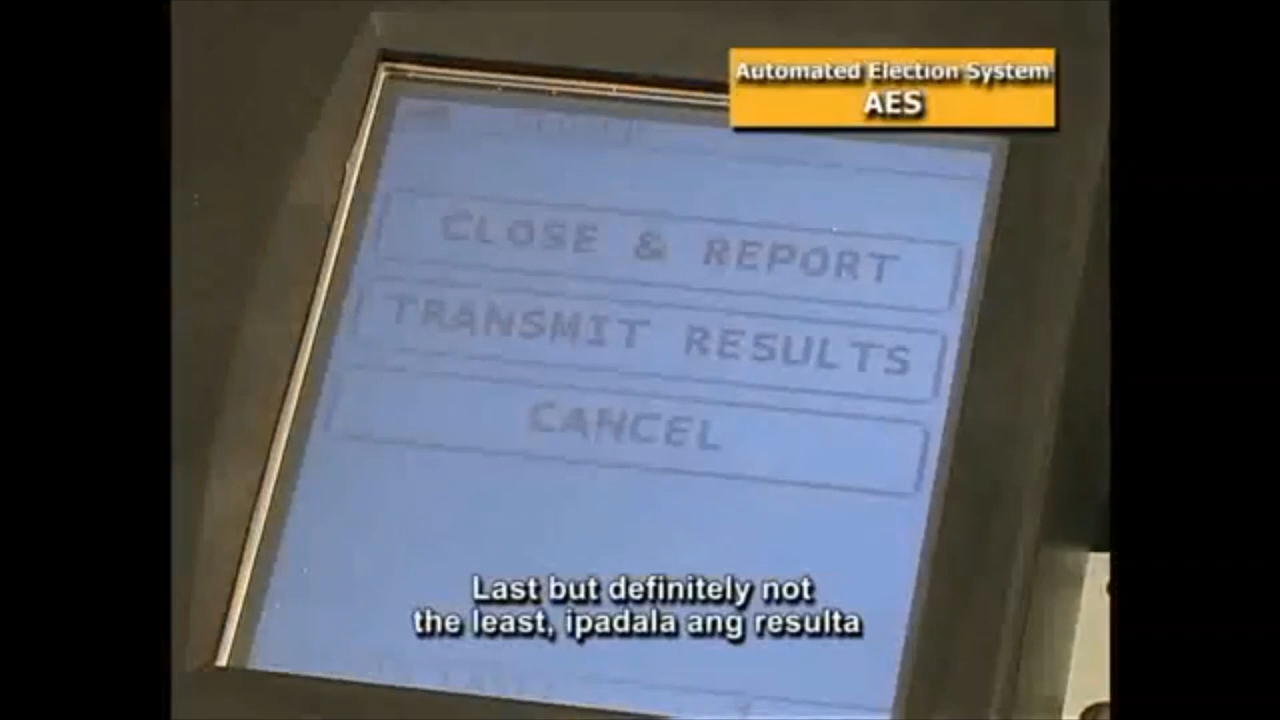 Automated Election System
AES
CLOSE & REPORT
TRANSMIT RESULTS
CANCEL
Last but definitely not
the least, ipadala ang resulta